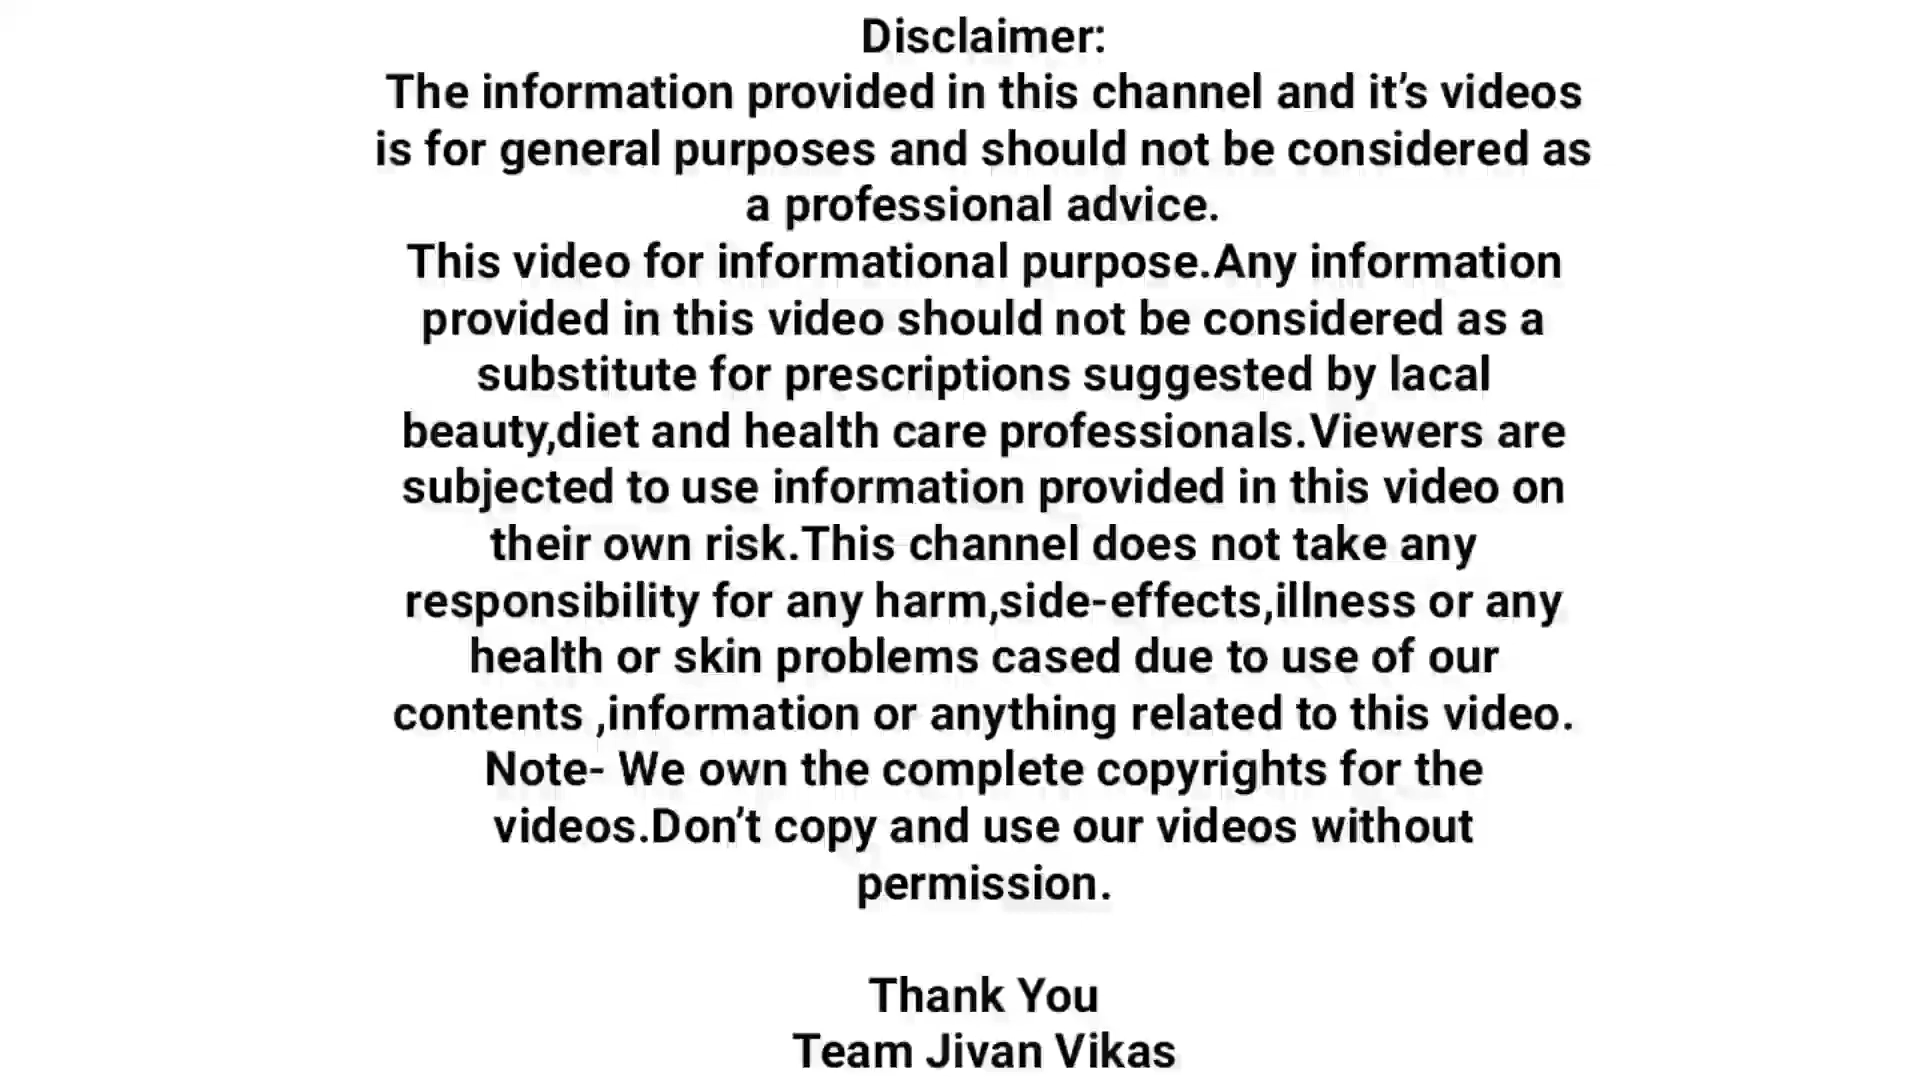 Disclaimer:
The information provided in this channel and it’s videos
is for general purposes and should not be considered as
a professional advice.
This video for informational purpose.Any information
provided in this video should not be considered as a
substitute for prescriptions suggested by lacal
beauty,diet and health care professionals.Viewers are
subjected to use information provided in this video on
their own risk.This channel does not take any
responsibility for any harm,side-effects,illness or any
health or skin problems cased due to use of our
contents ,information or anything related to this video.
Note- We own the complete copyrights for the
videos.Don’t copy and use our videos without
permission.
Thank You
Team Jivan Vikas